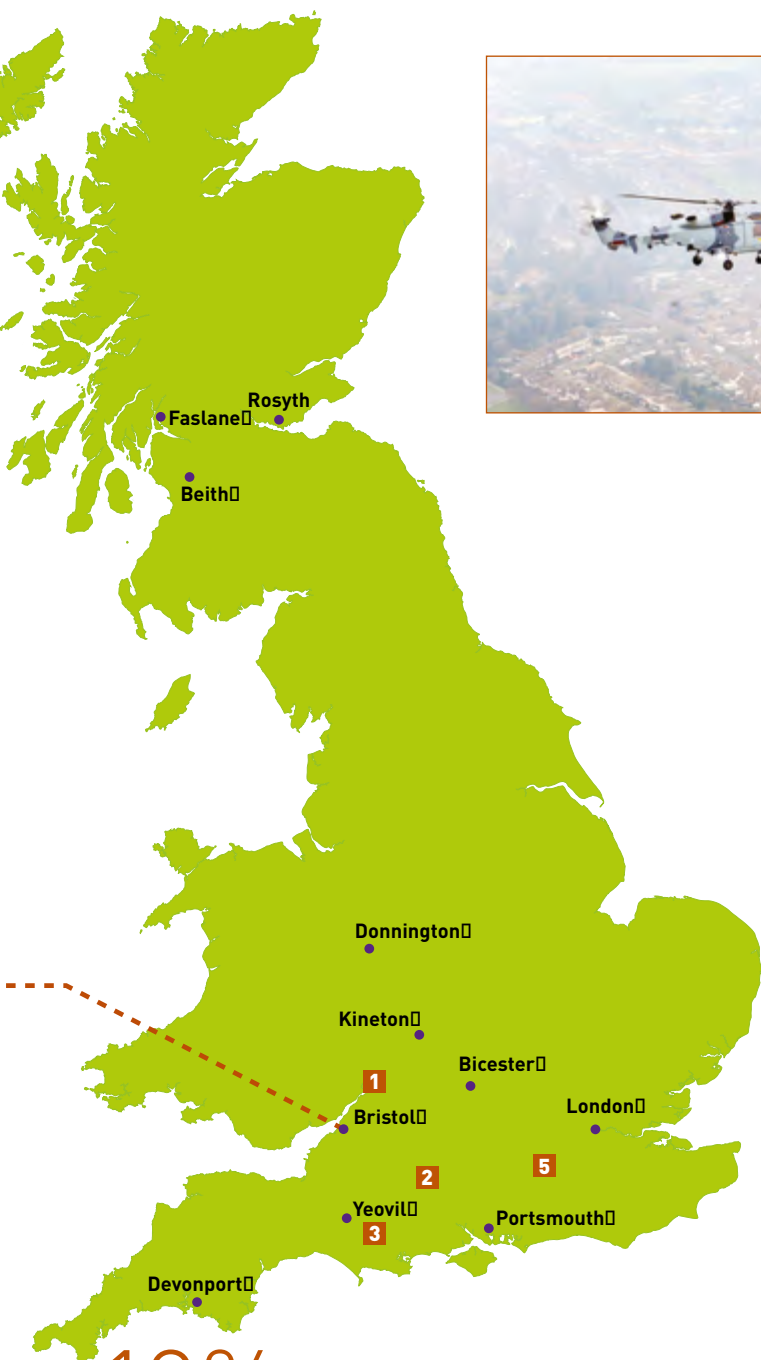 Rosyth
Faslane
Beith
Donnington
Kineton
Bicester
1
London
Bristol
5
2
Yeovil
Portsmouth
3
Devonport